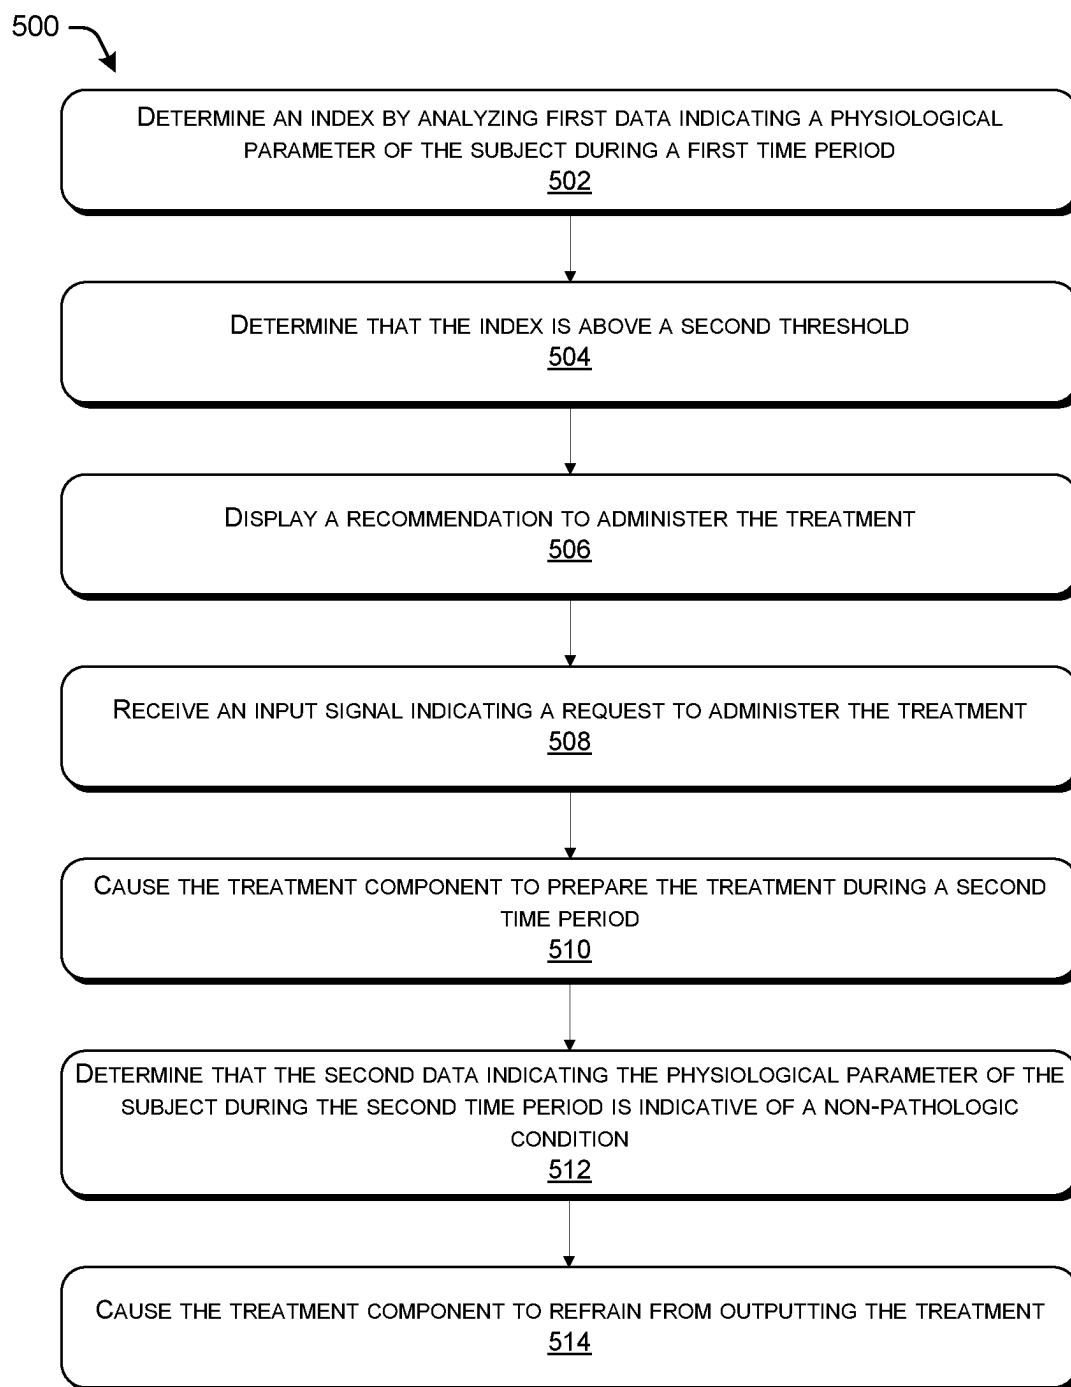 500
DETERMINE AN INDEX BY ANALYZING FIRST DATA INDICATING A PHYSIOLOGICAL
PARAMETER OF THE SUBJECT DURING A FIRST TIME PERIOD
502
DETERMINE THAT THE INDEX IS ABOVE A SECOND THRESHOLD
504
DISPLAY A RECOMMENDATION TO ADMINISTER THE TREATMENT
506
RECEIVE AN INPUT SIGNAL INDICATING A REQUEST TO ADMINISTER THE TREATMENT
508
CAUSE THE TREATMENT COMPONENT TO PREPARE THE TREATMENT DURING A SECOND
TIME PERIOD
510
DETERMINE THAT THE SECOND DATA INDICATING THE PHYSIOLOGICAL PARAMETER OF THE
SUBJECT DURING THE SECOND TIME PERIOD IS INDICATIVE OF A NON-PATHOLOGIC
CONDITION
512
CAUSE THE TREATMENT COMPONENT TO REFRAIN FROM OUTPUTTING THE TREATMENT
514